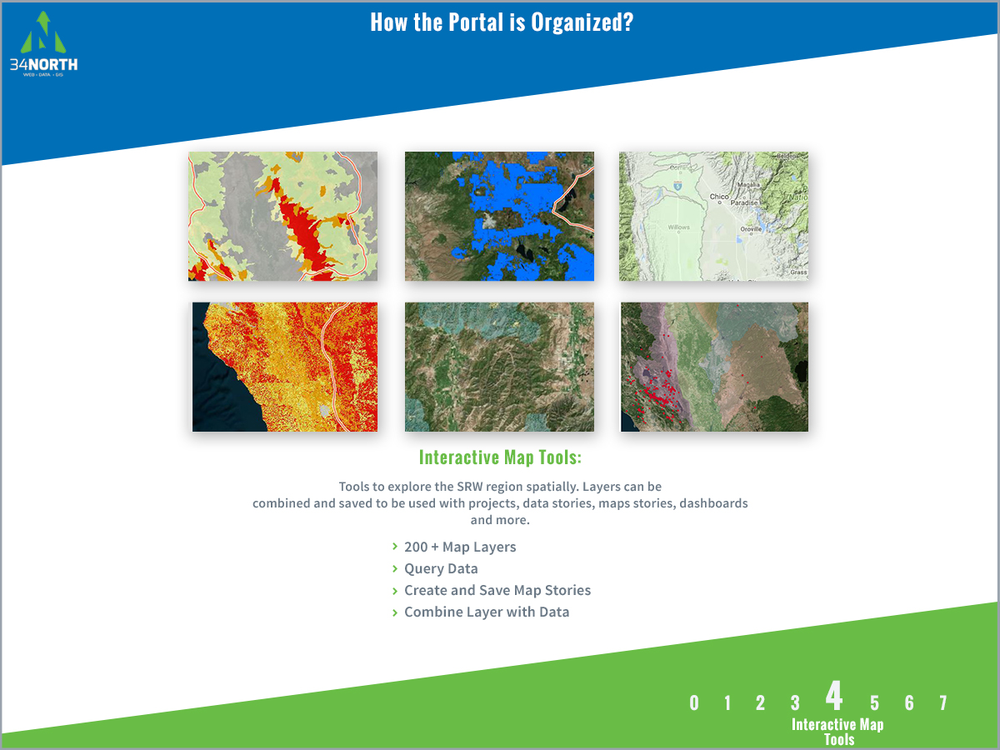 How the Portal is Organized?
34NORTH
WEB - DATA - GIS
Corning
5
Magalia
Chico
Paradise
Willows
Oroville
Grass
Interactive Map Tools:
Tools to explore the SRW region spatially. Layers can be
combined and saved to be used with projects, data stories, maps stories, dashboards
and more.
200 + Map Layers
Query Data
Create and Save Map Stories
Combine Layer with Data
0 1 2 3 4 5 6 7
Interactive Map
Tools